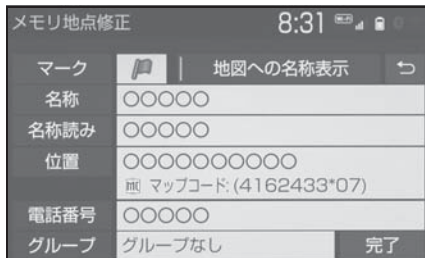 メモリ地点修正 8:31
マーク 地図への名称表示
名称 ○○○○○
名称読み ○○○○○
位置 ○○○○○○○○○○
マップコード:(4162433*07)
電話番号 ○○○○○
グループ グループなし 完了